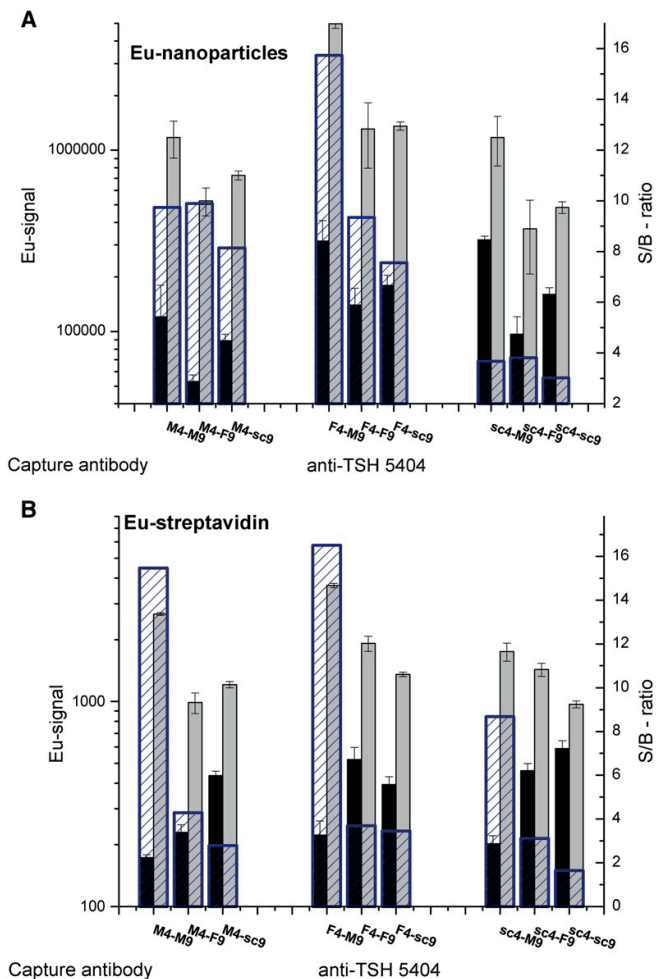 A
Eu-nanoparticles
Eu-signal
1000000
100000
16
14
12
10
8
6
4
2
S/B - ratio
M4-M9
M4-F9
M4-sc9
F4-M9
F4-F9
F4-sc9
sc4-M9
sc4-F9
sc4-sc9
Capture antibody
anti-TSH 5404
B
Eu-streptavidin
Eu-signal
1000
100
16
14
12
10
8
6
4
2
0
S/B - ratio
M4-M9
M4-F9
M4-sc9
F4-M9
F4-F9
F4-sc9
sc4-M9
sc4-F9
sc4-sc9
Capture antibody
anti-TSH 5404